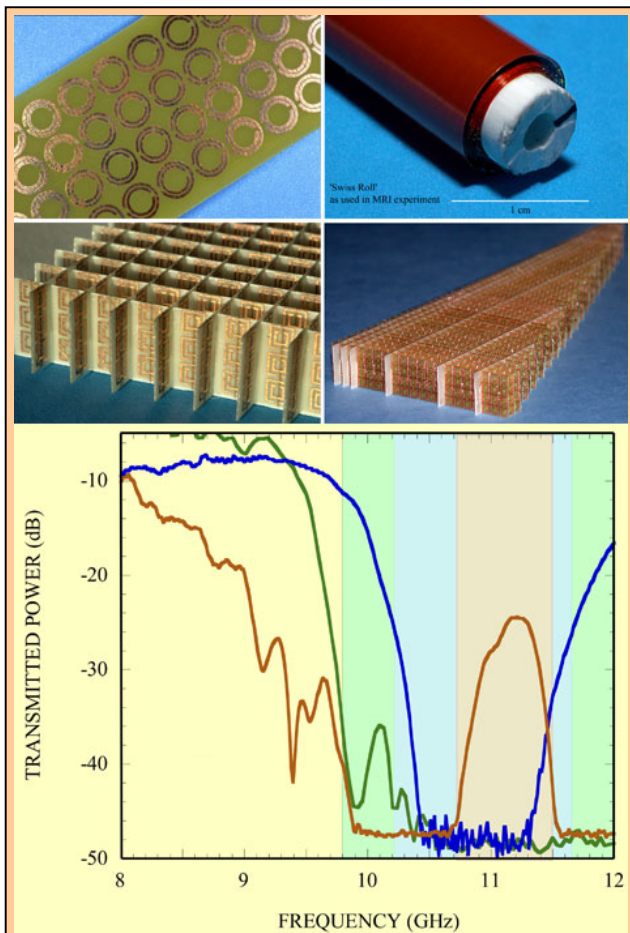 'Swiss Roll'
as used in MRI experiment
1 cm
TRANSMITTED POWER (dB)
-10
-20
-30
-40
-50
8 9 10 11 12
FREQUENCY (GHz)